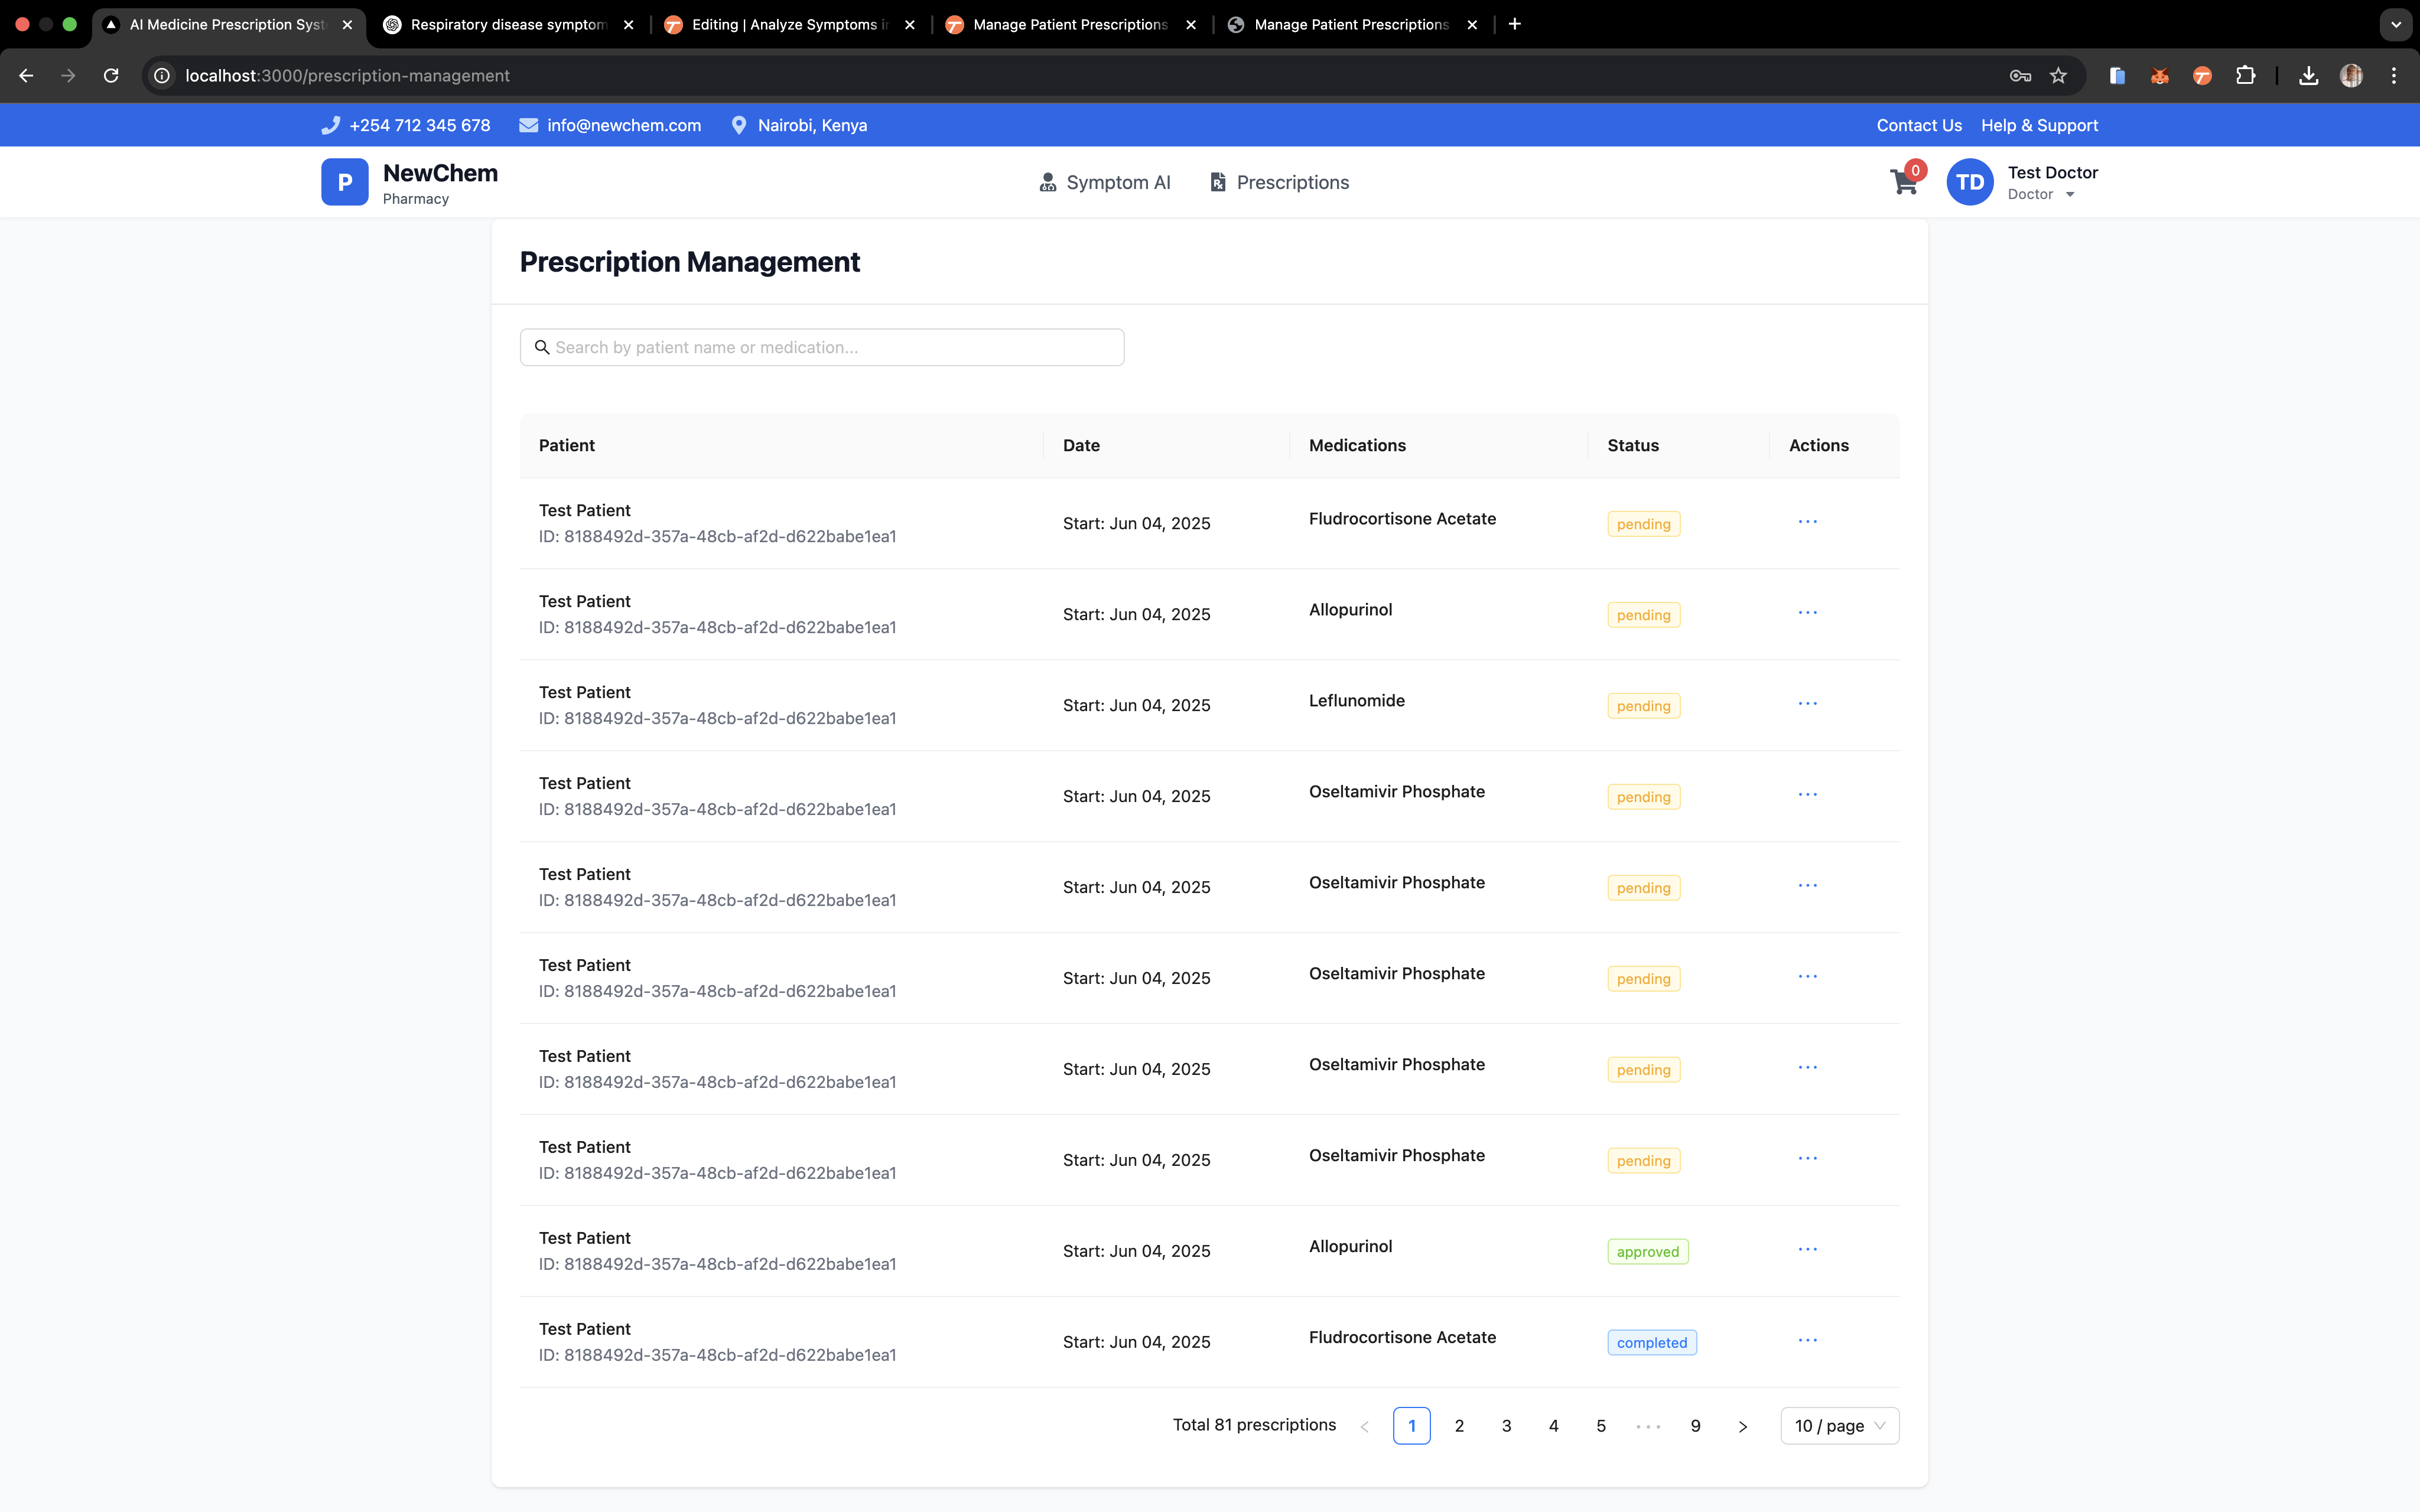 AI Medicine Prescription Syst
Respiratory disease symptom
Editing | Analyze Symptoms i
Manage Patient Prescriptions
Manage Patient Prescriptions
localhost:3000/prescription-management
+254 712 345 678
info@newchem.com
Nairobi, Kenya
Contact Us
Help & Support
P
NewChem
Pharmacy
Symptom AI
Prescriptions
0
TD
Test Doctor
Doctor
Prescription Management
Search by patient name or medication...
Patient Date Medications Status Actions
Test Patient
ID: 8188492d-357a-48cb-af2d-d622babe1ea1
Start: Jun 04, 2025
Fludrocortisone Acetate
pending
Test Patient
ID: 8188492d-357a-48cb-af2d-d622babe1ea1
Start: Jun 04, 2025
Allopurinol
pending
Test Patient
ID: 8188492d-357a-48cb-af2d-d622babe1ea1
Start: Jun 04, 2025
Leflunomide
pending
Test Patient
ID: 8188492d-357a-48cb-af2d-d622babe1ea1
Start: Jun 04, 2025
Oseltamivir Phosphate
pending
Test Patient
ID: 8188492d-357a-48cb-af2d-d622babe1ea1
Start: Jun 04, 2025
Oseltamivir Phosphate
pending
Test Patient
ID: 8188492d-357a-48cb-af2d-d622babe1ea1
Start: Jun 04, 2025
Oseltamivir Phosphate
pending
Test Patient
ID: 8188492d-357a-48cb-af2d-d622babe1ea1
Start: Jun 04, 2025
Oseltamivir Phosphate
pending
Test Patient
ID: 8188492d-357a-48cb-af2d-d622babe1ea1
Start: Jun 04, 2025
Oseltamivir Phosphate
pending
Test Patient
ID: 8188492d-357a-48cb-af2d-d622babe1ea1
Start: Jun 04, 2025
Allopurinol
approved
Test Patient
ID: 8188492d-357a-48cb-af2d-d622babe1ea1
Start: Jun 04, 2025
Fludrocortisone Acetate
completed
Total 81 prescriptions < 1 2 3 4 5 ••• 9 > 10 / page